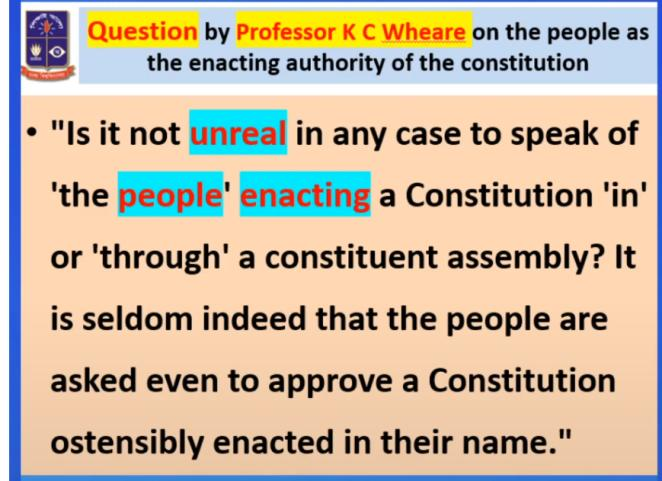 Question by Professor K C Wheare on the people as
the enacting authority of the constitution
• "Is it not unreal in any case to speak of
'the people' enacting a Constitution 'in'
or 'through' a constituent assembly? It
is seldom indeed that the people are
asked even to approve a Constitution
ostensibly enacted in their name."